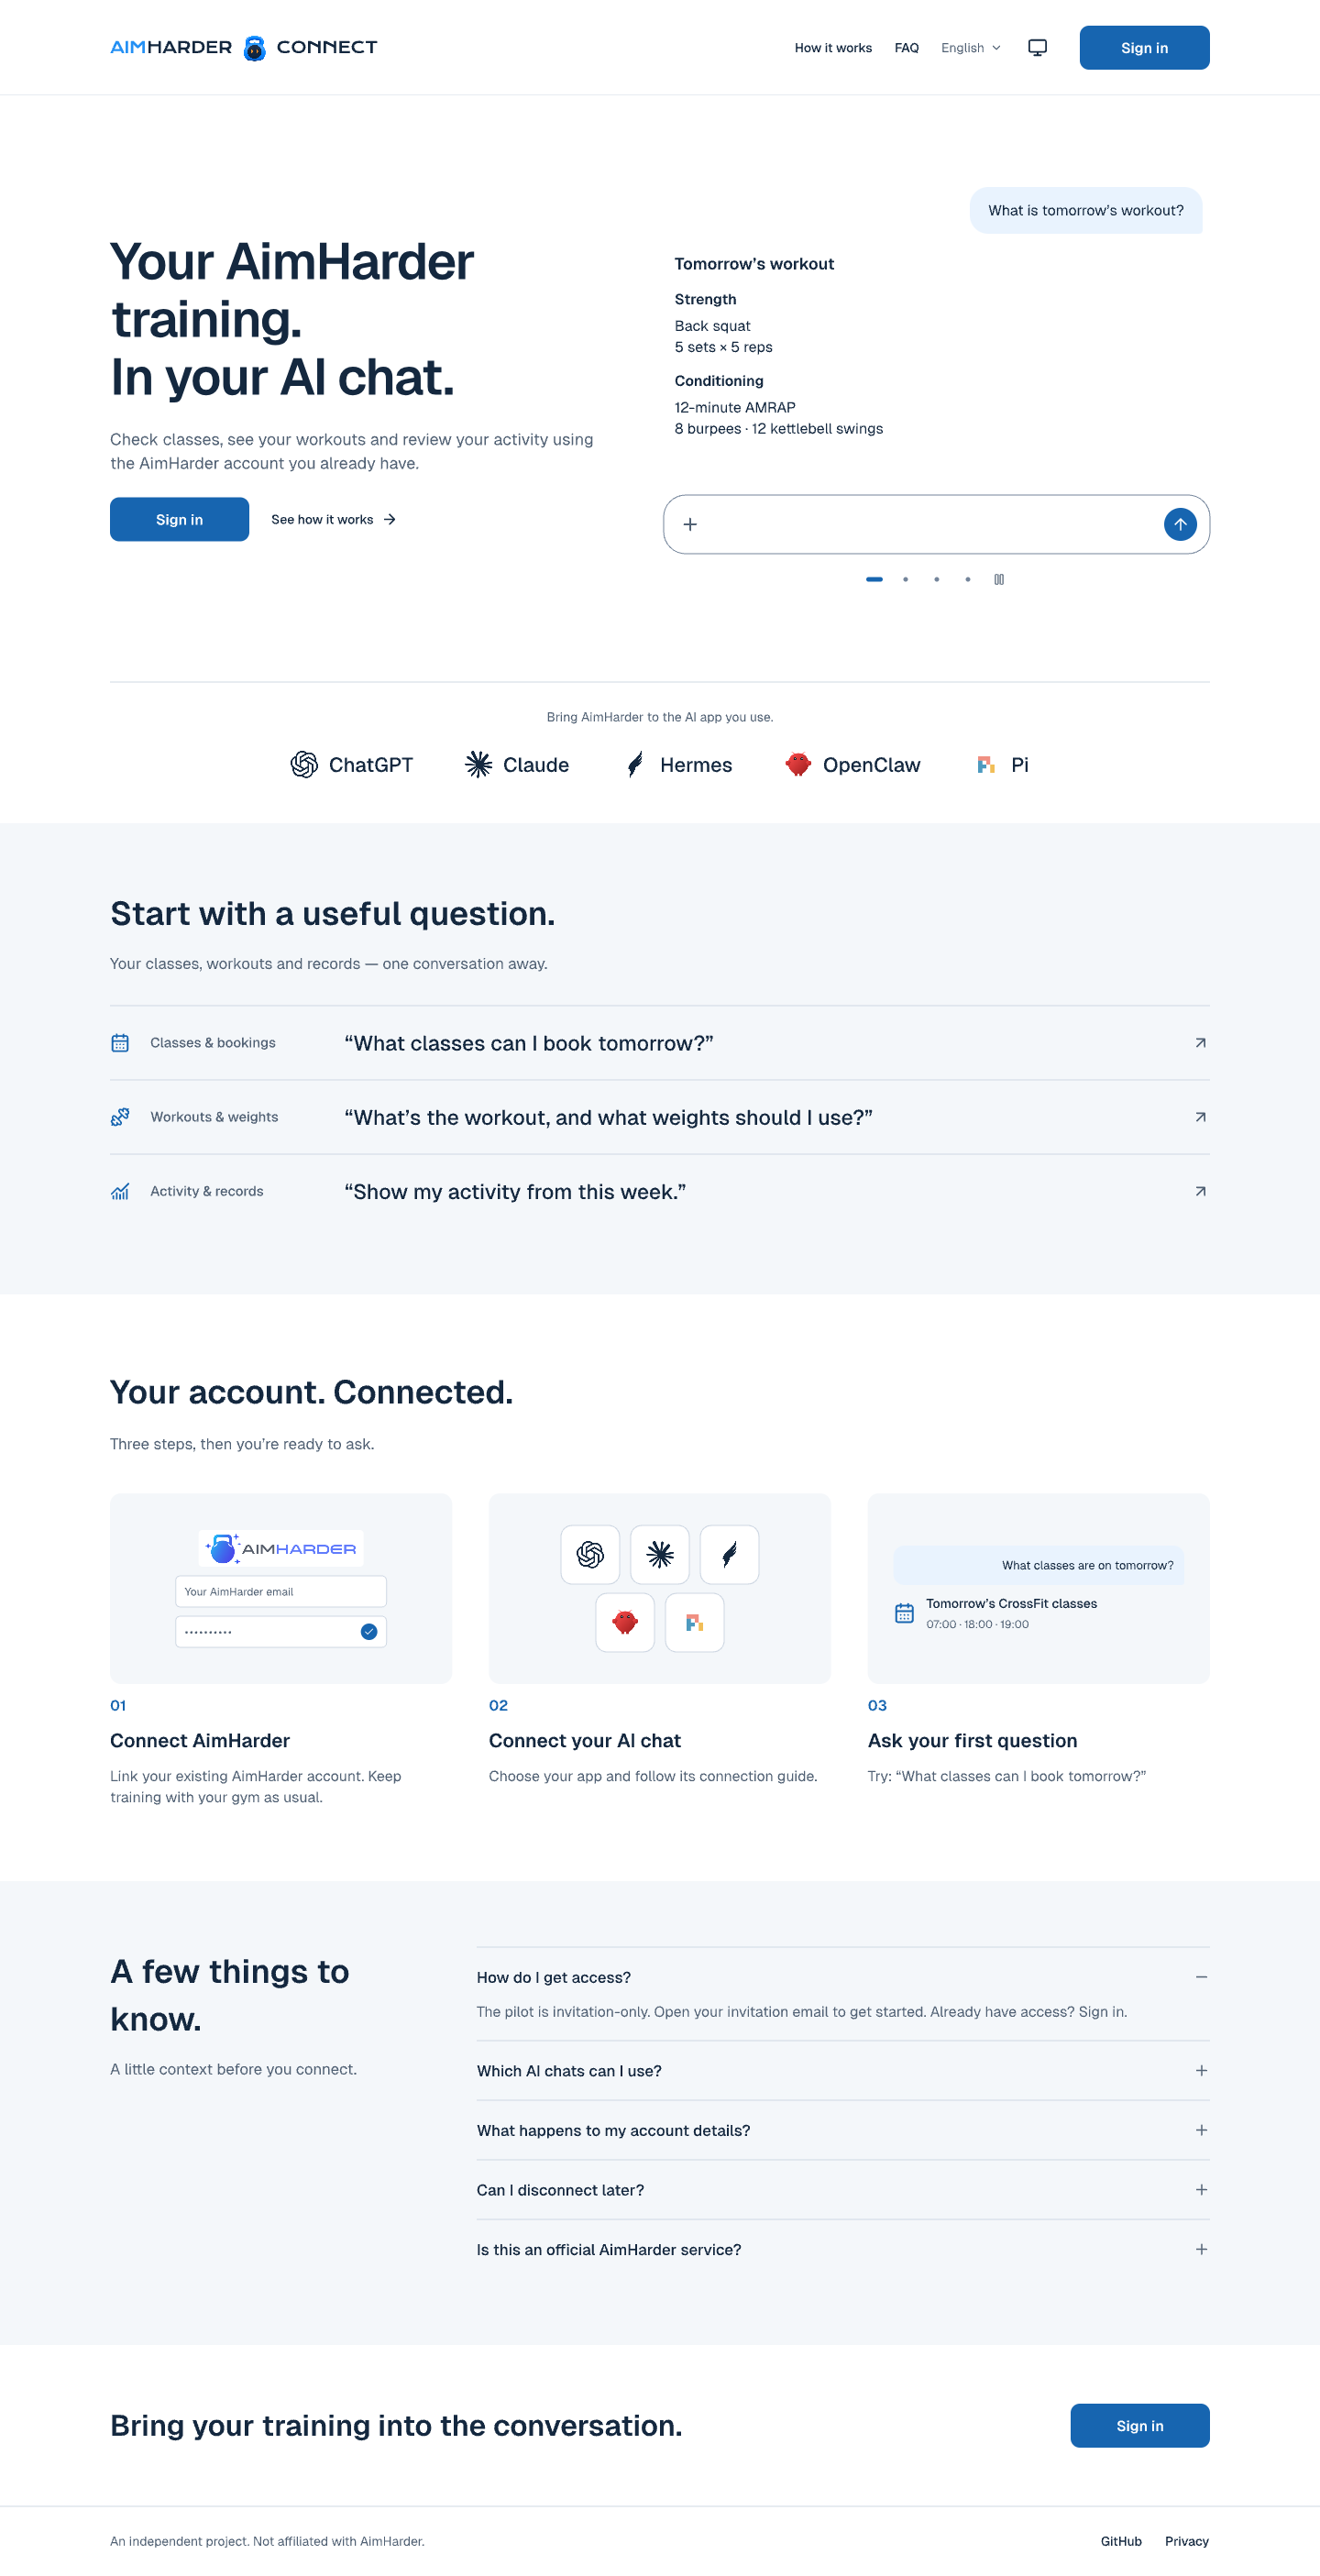 AIMHARDER CONNECT
How it works FAQ English Sign in
What is tomorrow’s workout?
Your AimHarder
training.
In your AI chat.
Check classes, see your workouts and review your activity using
the AimHarder account you already have.
Sign in See how it works
Tomorrow’s workout
Strength
Back squat
5 sets × 5 reps
Conditioning
12-minute AMRAP
8 burpees · 12 kettlebell swings
Bring AimHarder to the AI app you use.
ChatGPT Claude Hermes OpenClaw Pi
Start with a useful question.
Your classes, workouts and records — one conversation away.
Classes & bookings “What classes can I book tomorrow?”
Workouts & weights “What’s the workout, and what weights should I use?”
Activity & records “Show my activity from this week.”
Your account. Connected.
Three steps, then you’re ready to ask.
AIMHARDER
Your AimHarder email
01
Connect AimHarder
Link your existing AimHarder account. Keep
training with your gym as usual.
02
Connect your AI chat
Choose your app and follow its connection guide.
What classes are on tomorrow?
Tomorrow’s CrossFit classes
07:00 · 18:00 · 19:00
03
Ask your first question
Try: “What classes can I book tomorrow?”
A few things to
know.
A little context before you connect.
How do I get access?
The pilot is invitation-only. Open your invitation email to get started. Already have access? Sign in.
Which AI chats can I use?
What happens to my account details?
Can I disconnect later?
Is this an official AimHarder service?
Bring your training into the conversation.
Sign in
An independent project. Not affiliated with AimHarder.
GitHub Privacy